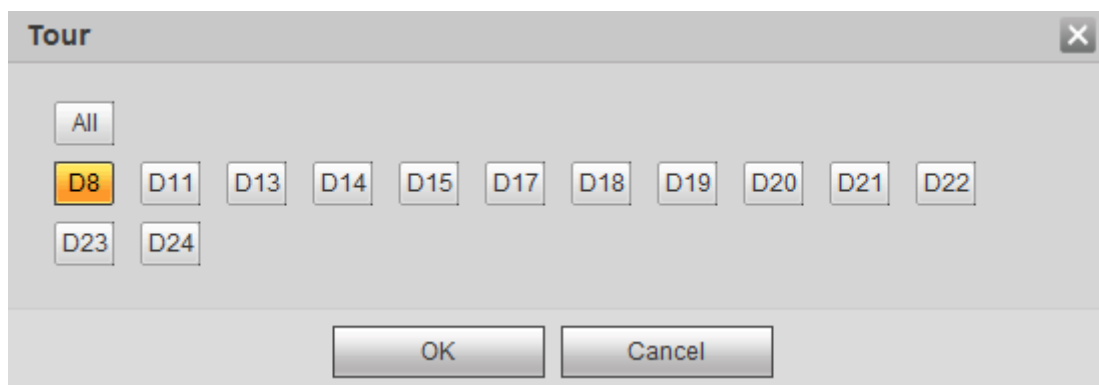 Tour
All
D8 D11 D13 D14 D15 D17 D18 D19 D20 D21 D22
D23 D24
OK Cancel